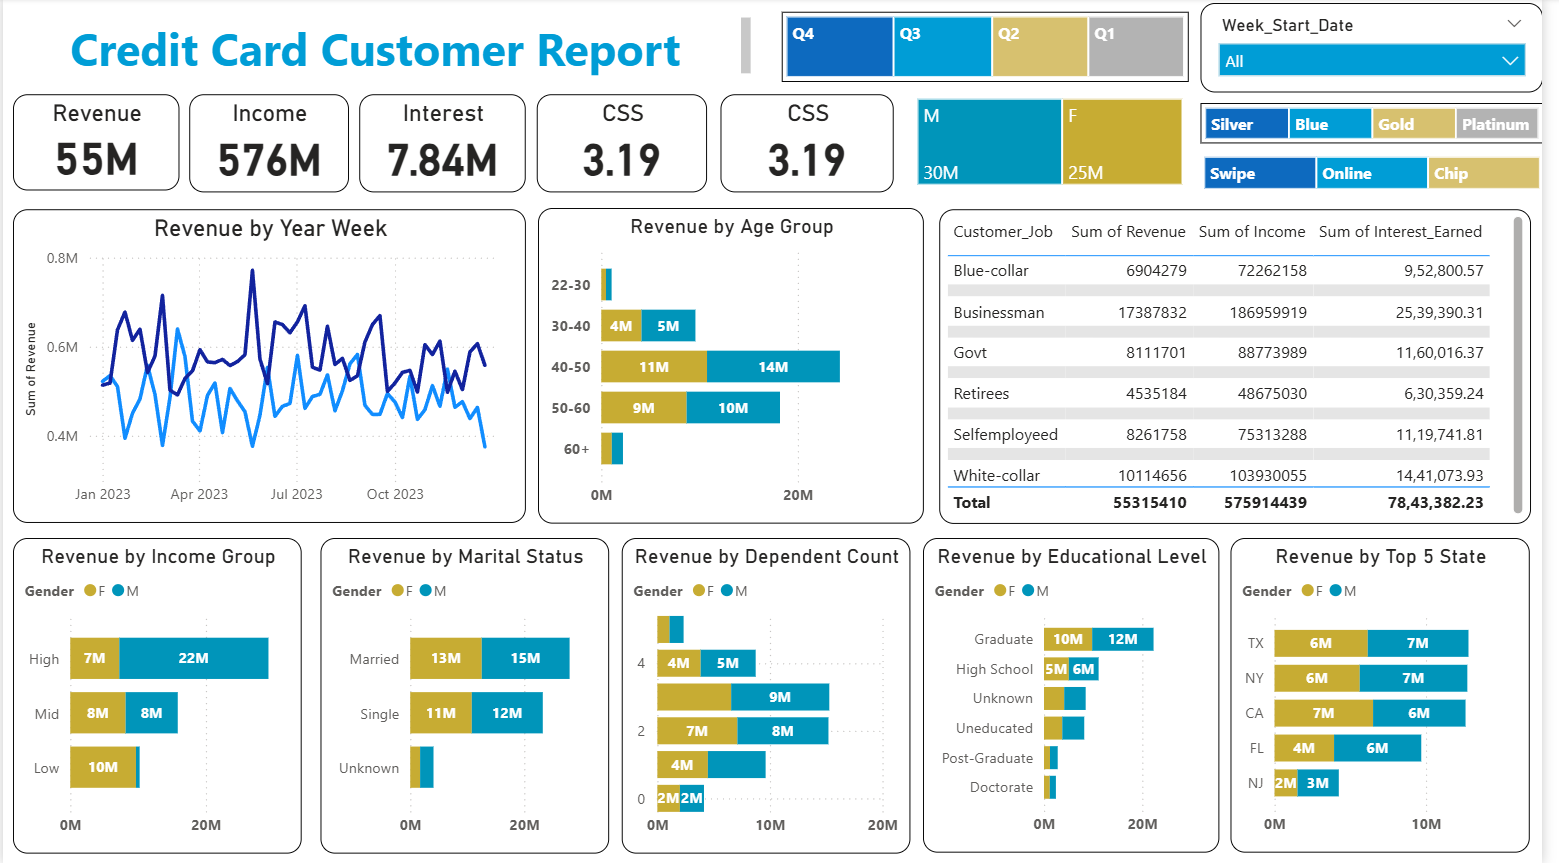 Credit Card Customer Report
Q4 Q3 Q2 Q1
Week_Start_Date
All
Revenue
55M
Income
576M
Interest
7.84M
CSS
3.19
CSS
3.19
M
30M
F
25M
Silver Blue Gold Platinum
Swipe Online Chip
Revenue by Year Week
Sum of Revenue
0.8M
0.6M
0.4M
Jan 2023 Apr 2023 Jul 2023 Oct 2023
Revenue by Age Group
22-30
30-40 4M 5M
40-50 11M 14M
50-60 9M 10M
60+
0M 20M
Customer_Job Sum of Revenue Sum of Income Sum of Interest_Earned
Blue-collar 6904279 72262158 9,52,800.57
Businessman 17387832 186959919 25,39,390.31
Govt 8111701 88773989 11,60,016.37
Retirees 4535184 48675030 6,30,359.24
Selfemployeed 8261758 75313288 11,19,741.81
White-collar 10114656 103930055 14,41,073.93
Total 55315410 575914439 78,43,382.23
Revenue by Income Group
Gender F M
High 7M 22M
Mid 8M 8M
Low 10M
0M 20M
Revenue by Marital Status
Gender F M
Married 13M 15M
Single 11M 12M
Unknown
0M 20M
Revenue by Dependent Count
Gender F M
4 4M 5M
9M
2 7M 8M
4M
0 2M 2M
0M 10M 20M
Revenue by Educational Level
Gender F M
Graduate 10M 12M
High School 5M 6M
Unknown
Uneducated
Post-Graduate
Doctorate
0M 20M
Revenue by Top 5 State
Gender F M
TX 6M 7M
NY 6M 7M
CA 7M 6M
FL 4M 6M
NJ 2M 3M
0M 10M